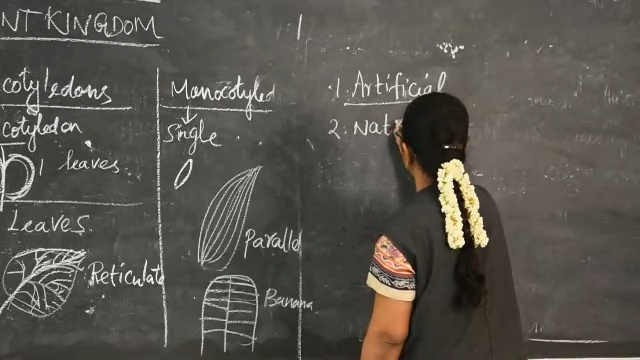 NT KINGDOM
cotyledons
cotyledon
leaves
Leaves
Reticulate
Monocotyled
Single
Parallel
Banana
1. Artificial
2. Nat